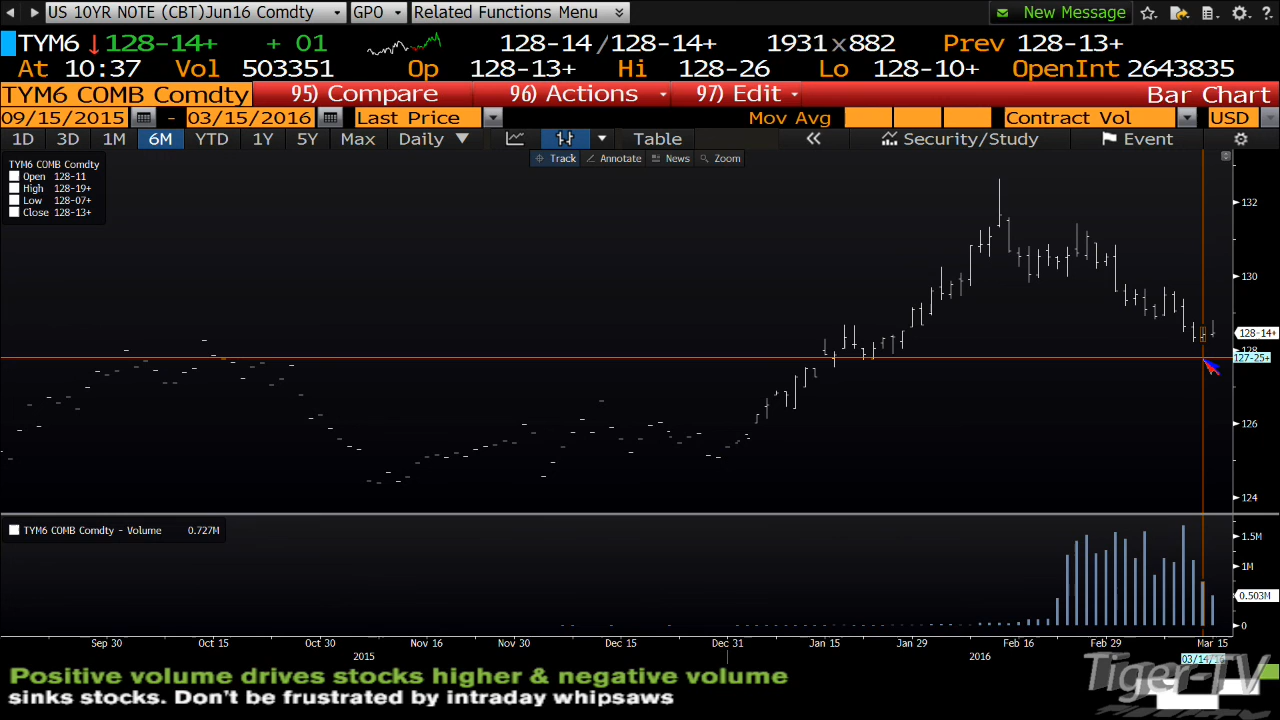 US 10YR NOTE (CBT)Jun16 Comdty GPO Related Functions Menu New Message
TYM6 ↓128-14+ + 01 128-14 /128-14+ 1931x882 Prev 128-13+
At 10:37 Vol 503351 Op 128-13+ Hi 128-26 Lo 128-10+ OpenInt 2643835
TYM6 COMB Comdty 95) Compare 96) Actions 97) Edit Bar Chart
09/15/2015 - 03/15/2016 Last Price Mov Avg Contract Vol USD
1D 3D 1M 6M YTD 1Y 5Y Max Daily ▼ Table « Security/Study Event
Track Annotate News Zoom
TYM6 COMB Comdty
Open 128-11
High 128-19+
Low 128-07+
Close 128-13+
132
130
128-14+
128
127-25+
126
124
TYM6 COMB Comdty - Volume 0.727M
1.5M
1M
0.503M
0
Sep 30 Oct 15 Oct 30 Nov 16 Nov 30 Dec 15 Dec 31 Jan 15 Jan 29 Feb 16 Feb 29 Mar 15
2015 2016
Positive volume drives stocks higher & negative volume
sinks stocks. Don't be frustrated by intraday whipsaws
Tiger-TV